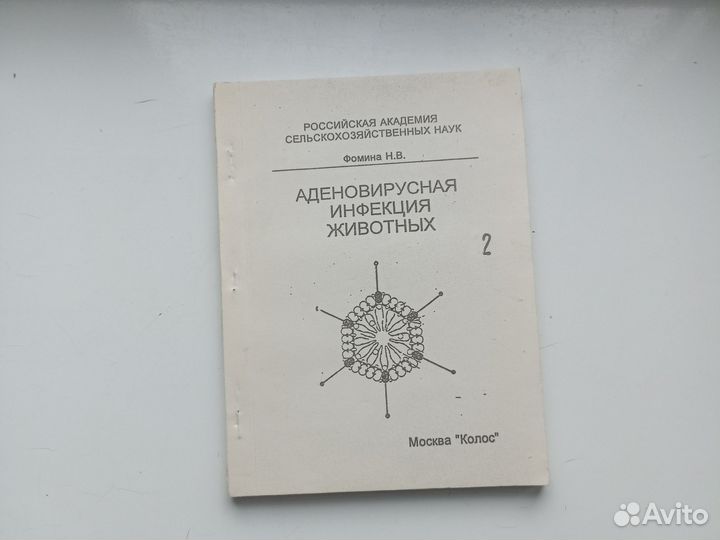 РОССИЙСКАЯ АКАДЕМИЯ
СЕЛЬСКОХОЗЯЙСТВЕННЫХ НАУК
Фомина Н.В.
АДЕНОВИРУСНАЯ
ИНФЕКЦИЯ
ЖИВОТНЫХ
2
Москва "Колос"
Avito